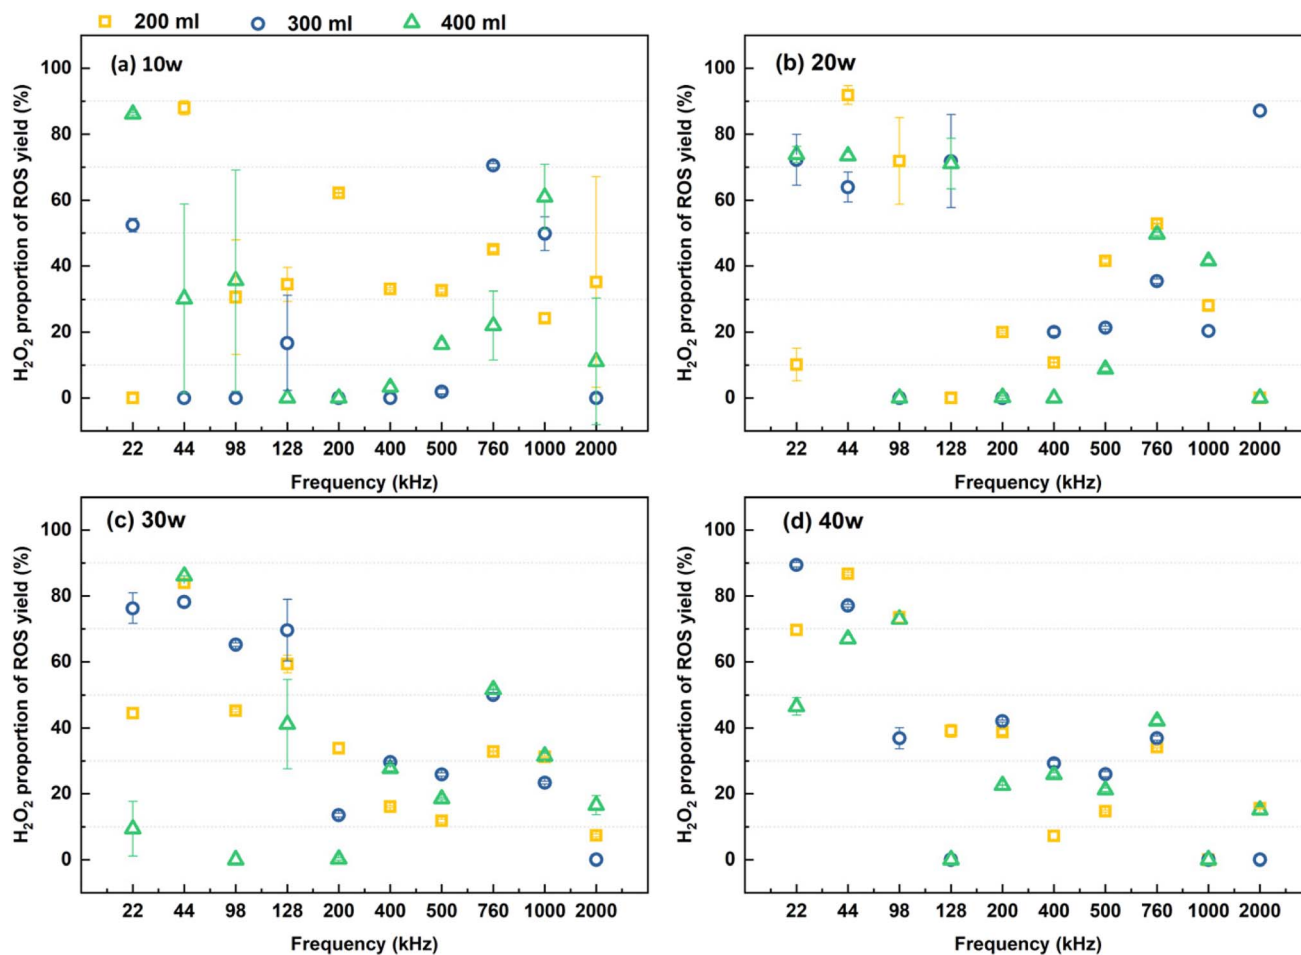 200 ml 300 ml 400 ml
(a) 10w
H₂O₂ proportion of ROS yield (%)
100
80
60
40
20
0
22 44 98 128 200 400 500 760 1000 2000
Frequency (kHz)
(b) 20w
H₂O₂ proportion of ROS yield (%)
100
80
60
40
20
0
22 44 98 128 200 400 500 760 1000 2000
Frequency (kHz)
(c) 30w
H₂O₂ proportion of ROS yield (%)
100
80
60
40
20
0
22 44 98 128 200 400 500 760 1000 2000
Frequency (kHz)
(d) 40w
H₂O₂ proportion of ROS yield (%)
100
80
60
40
20
0
22 44 98 128 200 400 500 760 1000 2000
Frequency (kHz)